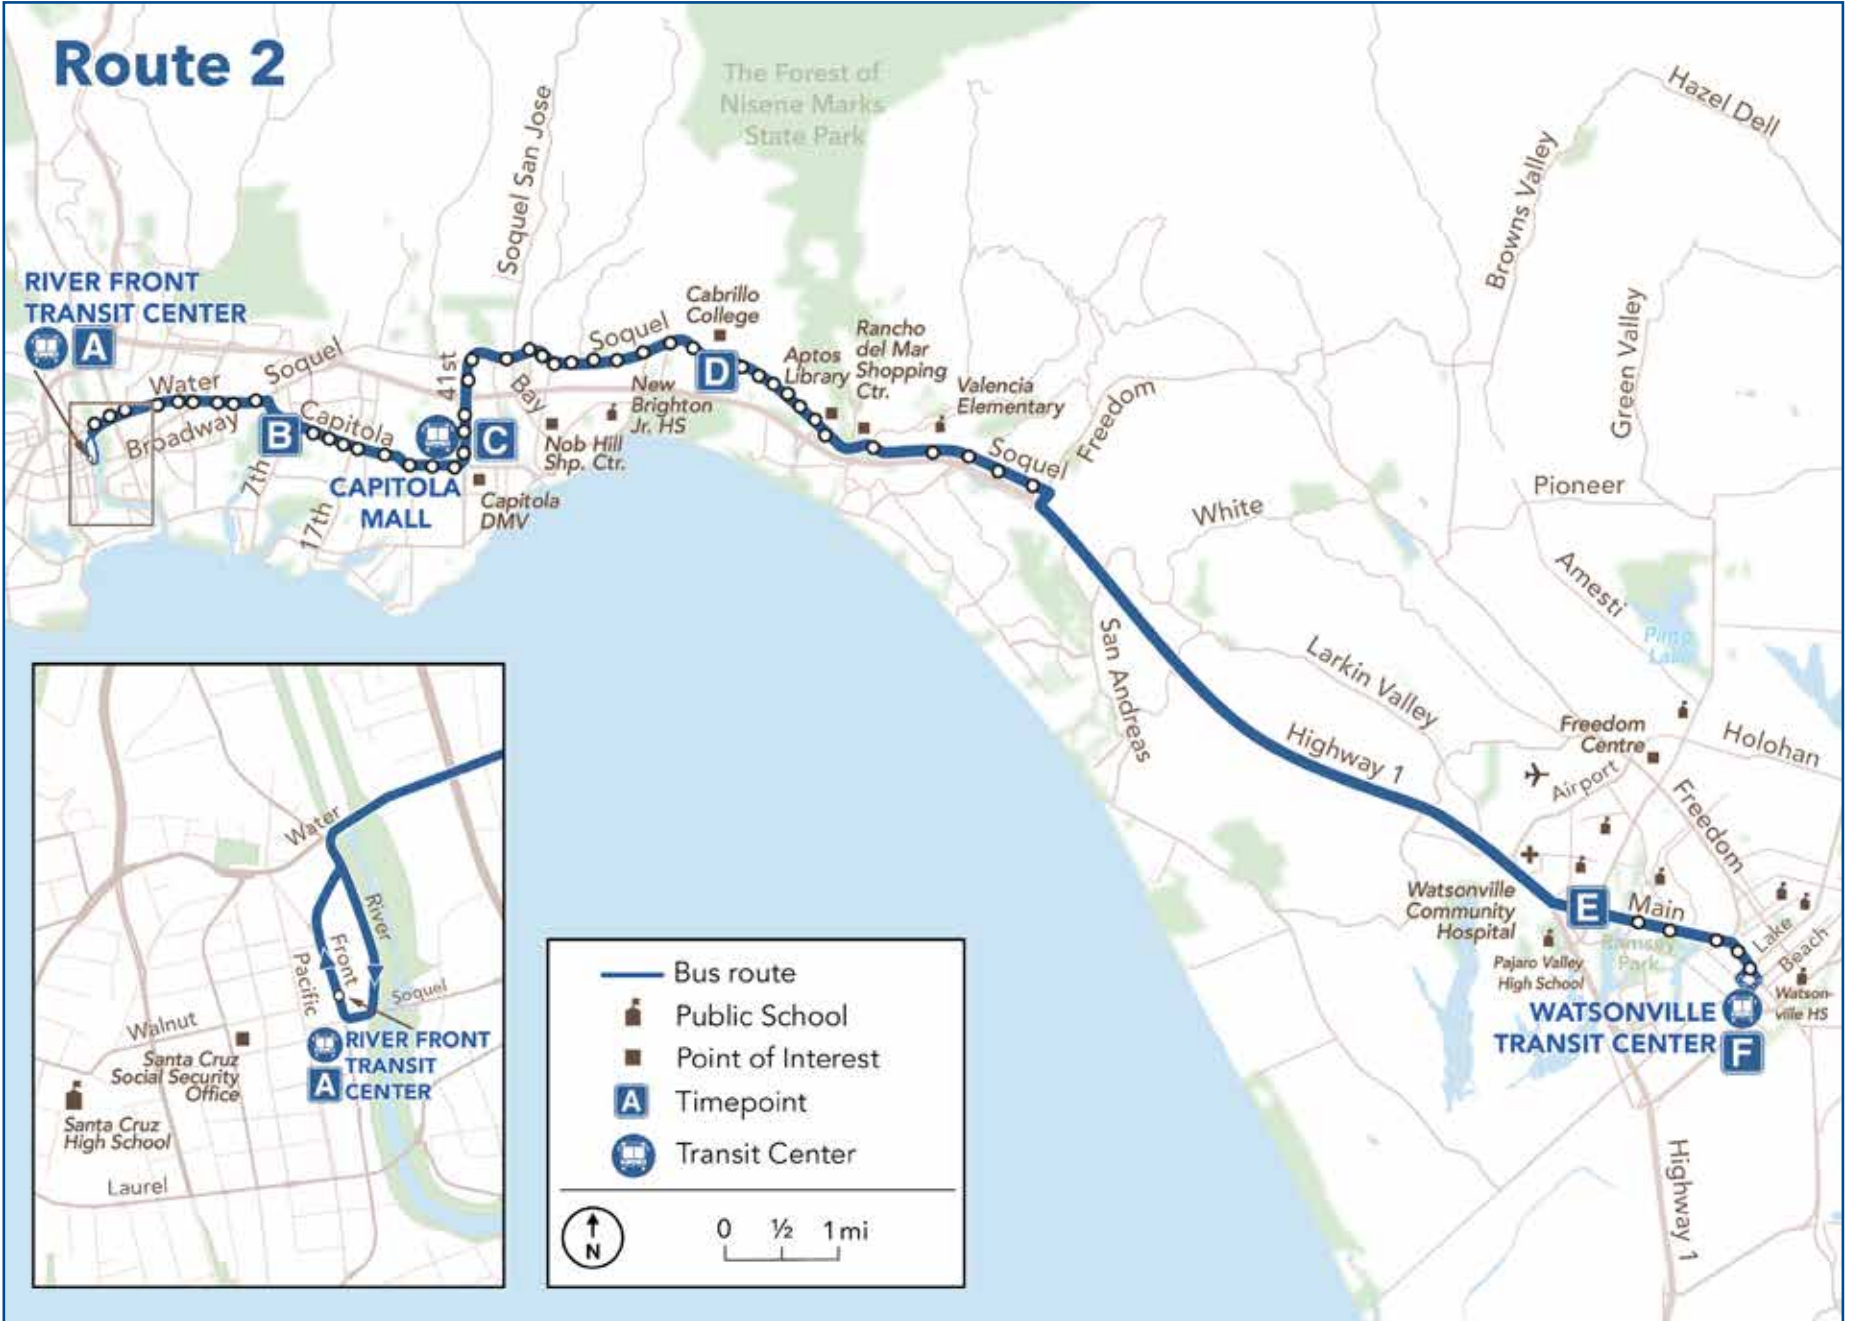 Route 2
The Forest of
Nisene Marks
State Park
Hazel Dell
Browns Valley
Green Valley
Soquel San Jose
RIVER FRONT
TRANSIT CENTER
A
Water
Soquel
Broadway
B
Capitola
7th
17th
41st
C
CAPITOLA
MALL
Capitola
DMV
Bay
Nob Hill
Shp. Ctr.
New
Brighton
Jr. HS
Soquel
Cabrillo
College
D
Aptos
Library
Rancho
del Mar
Shopping
Ctr.
Valencia
Elementary
Soquel
Freedom
White
Pioneer
Amesti
Pinto
Lake
San Andreas
Larkin Valley
Highway 1
Freedom
Centre
Holohan
Airport
Freedom
Watsonville
Community
Hospital
E
Main
Lake
Beach
Ramsey
Park
Pajaro Valley
High School
Watson-
ville HS
WATSONVILLE
TRANSIT CENTER
F
Highway 1
Water
River
Front
Pacific
Soquel
Walnut
RIVER FRONT
TRANSIT
CENTER
A
Santa Cruz
Social Security
Office
Santa Cruz
High School
Laurel
Bus route
Public School
Point of Interest
A Timepoint
Transit Center
N
0 ½ 1 mi